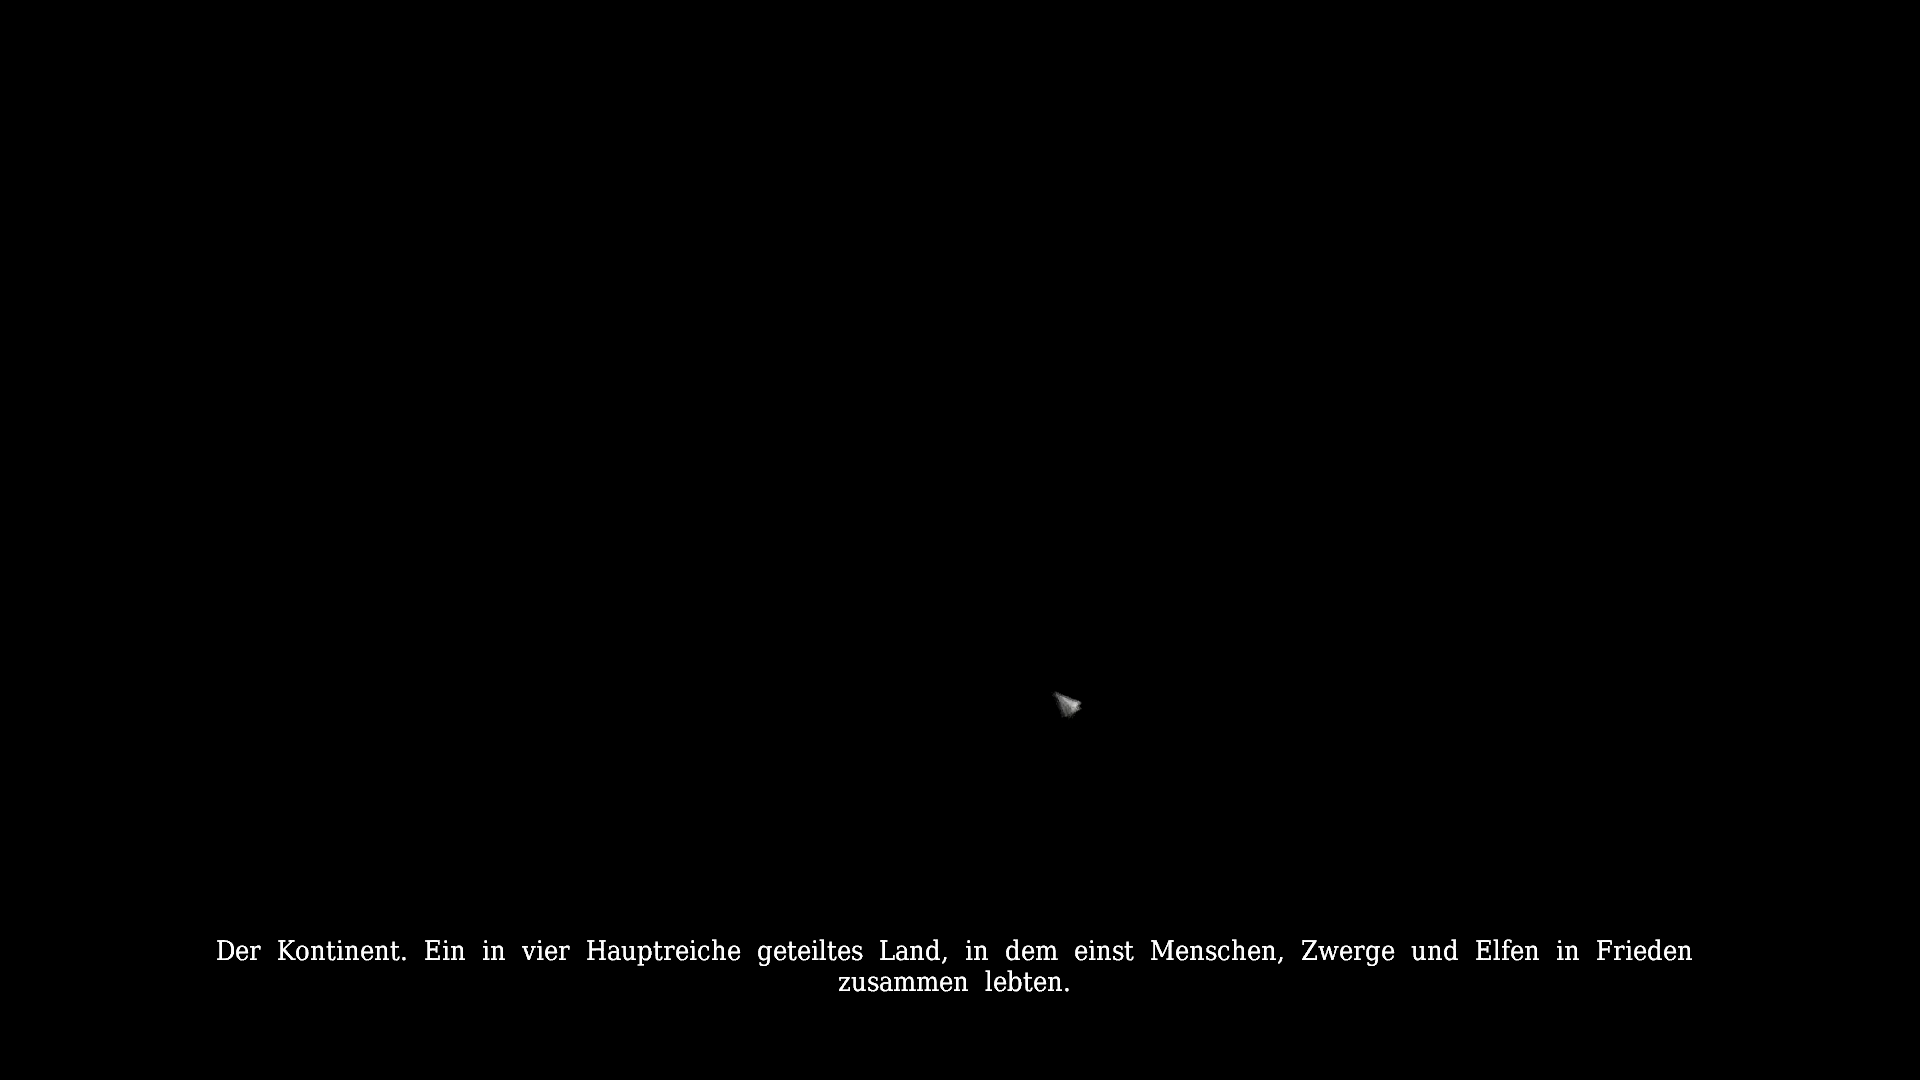 Der Kontinent. Ein in vier Hauptreiche geteiltes Land, in dem einst Menschen, Zwerge und Elfen in Frieden
zusammen lebten.